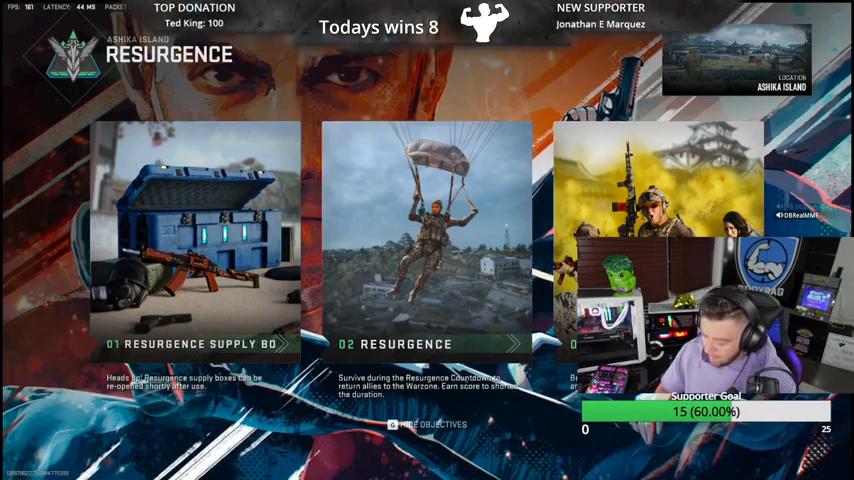 FPS: 161 LATENCY: 44 MS PACKET
TOP DONATION
Ted King: 100
Todays wins 8
NEW SUPPORTER
Jonathan E Marquez
ASHIKA ISLAND
RESURGENCE
LOCATION
ASHIKA ISLAND
DBRealMME
BODYBAG
01 RESURGENCE SUPPLY BO
02 RESURGENCE
0
Heads up! Resurgence supply boxes can be
re-opened shortly after use.
Survive during the Resurgence Countdown to
return allies to the Warzone. Earn score to shorten
the duration.
G HIDE OBJECTIVES
Supporter Goal
15 (60.00%)
0
25